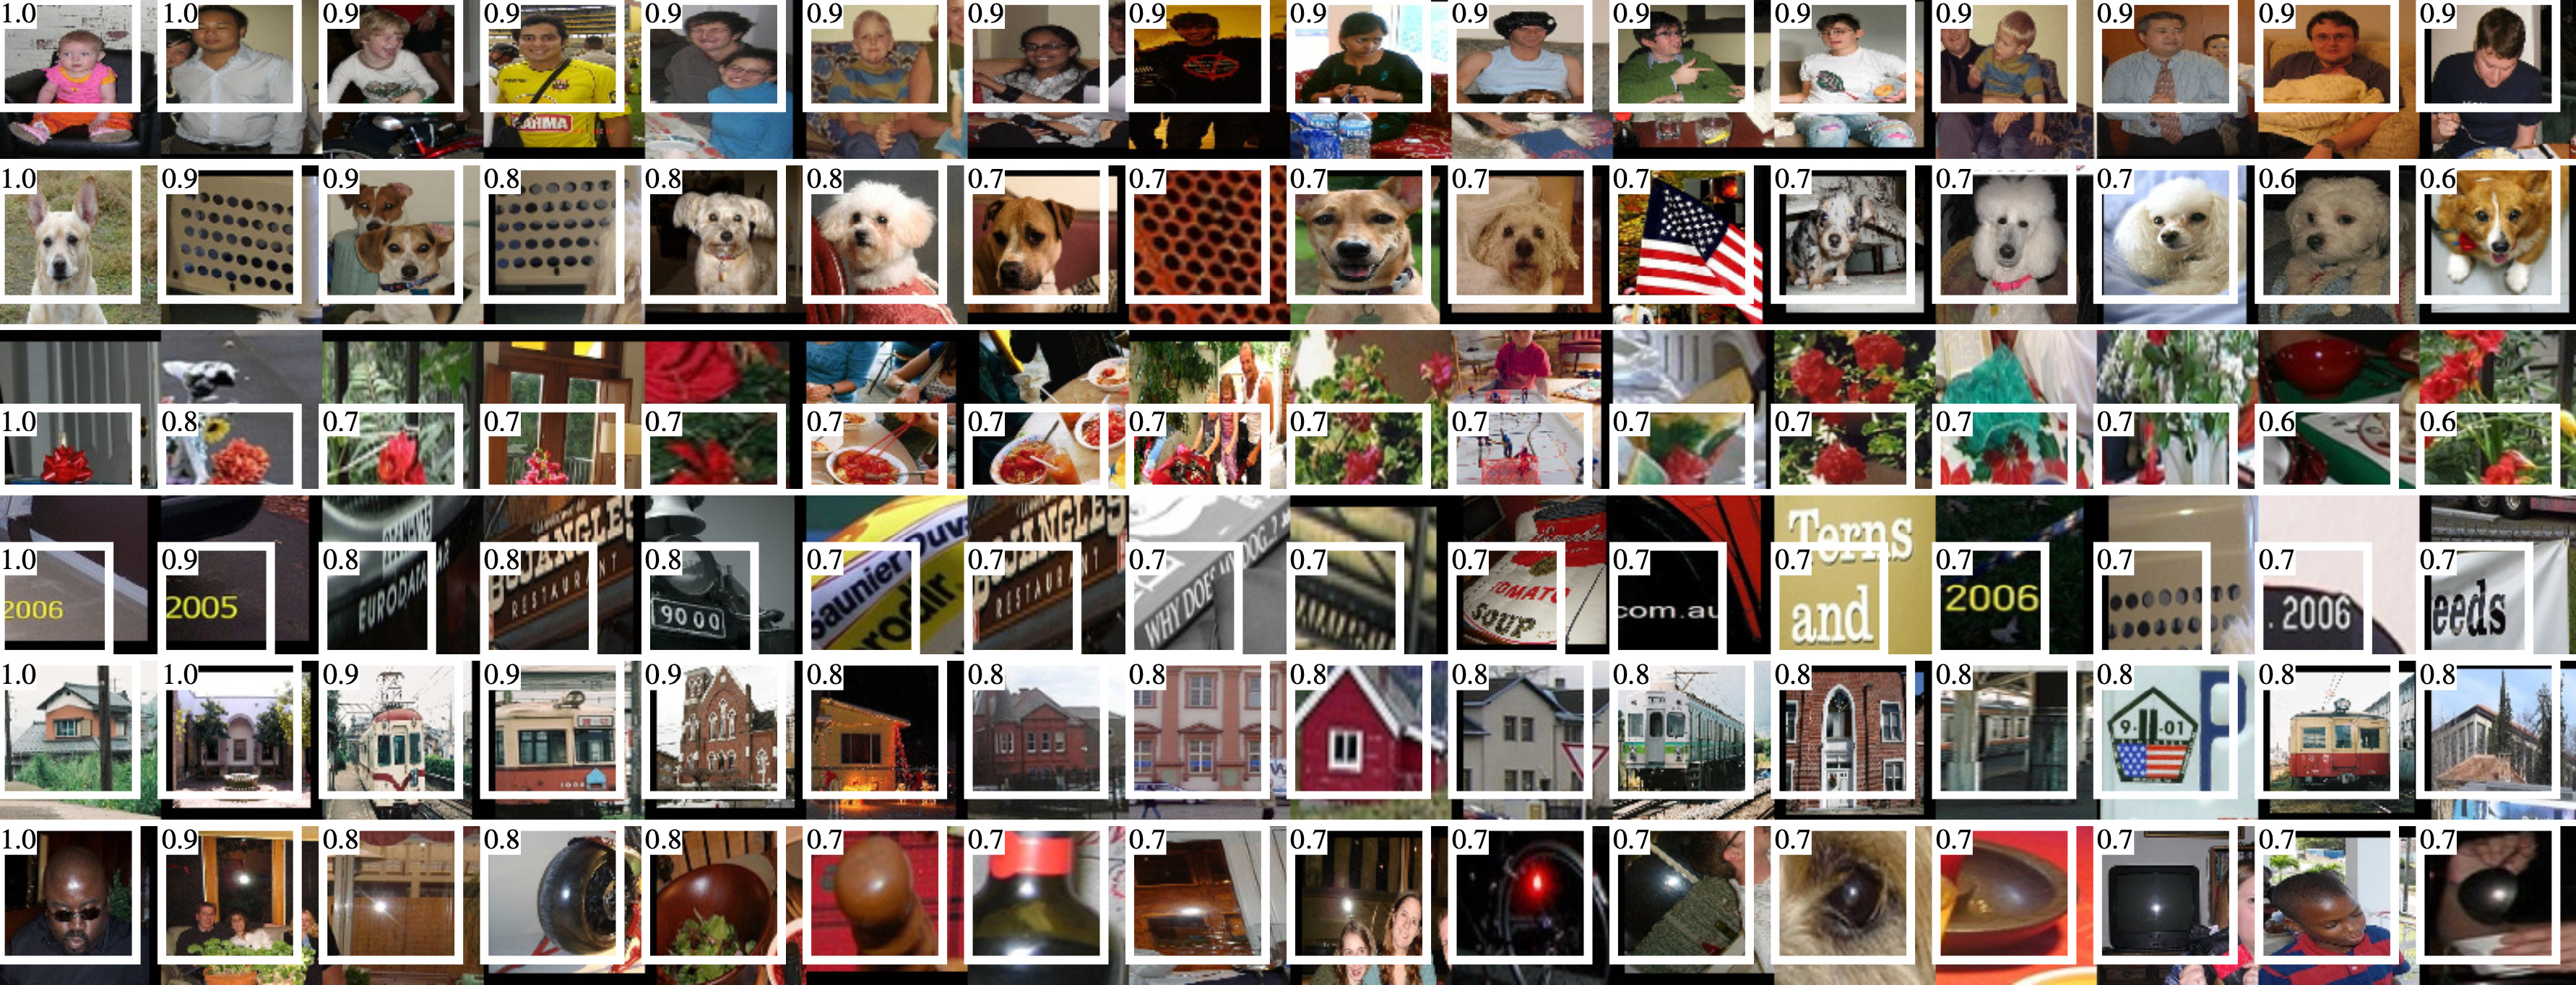 1.0 1.0 0.9 0.9 0.9 0.9 0.9 0.9 0.9 0.9 0.9 0.9 0.9 0.9 0.9 0.9
BRAHMA
1.0 0.9 0.9 0.8 0.8 0.8 0.7 0.7 0.7 0.7 0.7 0.7 0.7 0.7 0.6 0.6
1.0 0.8 0.7 0.7 0.7 0.7 0.7 0.7 0.7 0.7 0.7 0.7 0.7 0.7 0.6 0.6
1.0 0.9 0.8 0.8 0.8 0.7 0.7 0.7 0.7 0.7 0.7 0.7 0.7 0.7 0.7 0.7
2006
2005
EURODATACAR
BOJANGLES
RESTAURANT
9000
Saunier Duv
rodir
BOJANGLES
RESTAURANT
WHY DOES MY DOG
TOMATO
SOUP
com.au
Terns
and
2006
. 2006
eeds
1.0 1.0 0.9 0.9 0.9 0.8 0.8 0.8 0.8 0.8 0.8 0.8 0.8 0.8 0.8 0.8
9-11-01
P
1.0 0.9 0.8 0.8 0.8 0.7 0.7 0.7 0.7 0.7 0.7 0.7 0.7 0.7 0.7 0.7